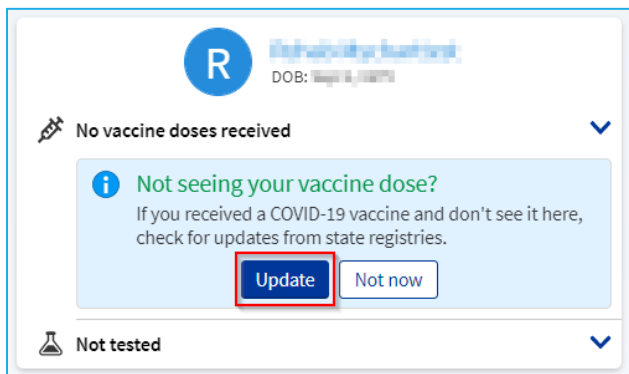 R
DOB:
No vaccine doses received
Not seeing your vaccine dose?
If you received a COVID-19 vaccine and don't see it here,
check for updates from state registries.
Update Not now
Not tested